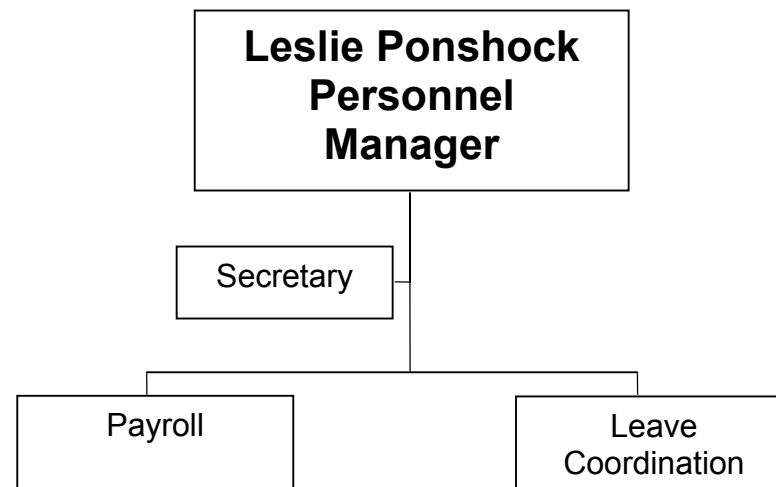 Leslie Ponshock
Personnel
Manager
Secretary
Payroll
Leave
Coordination